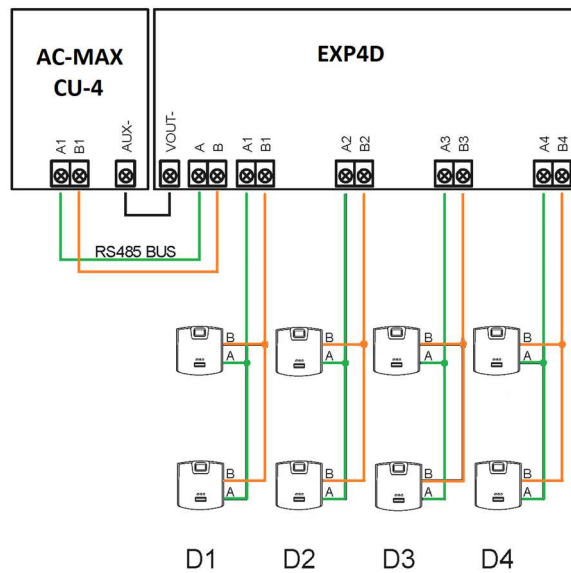 AC-MAX
CU-4
EXP4D
A1
B1
AUX-
VOUT-
A
B
A1
B1
A2
B2
A3
B3
A4
B4
RS485 BUS
B
A
B
A
B
A
B
A
B
A
B
A
B
A
B
A
D1
D2
D3
D4